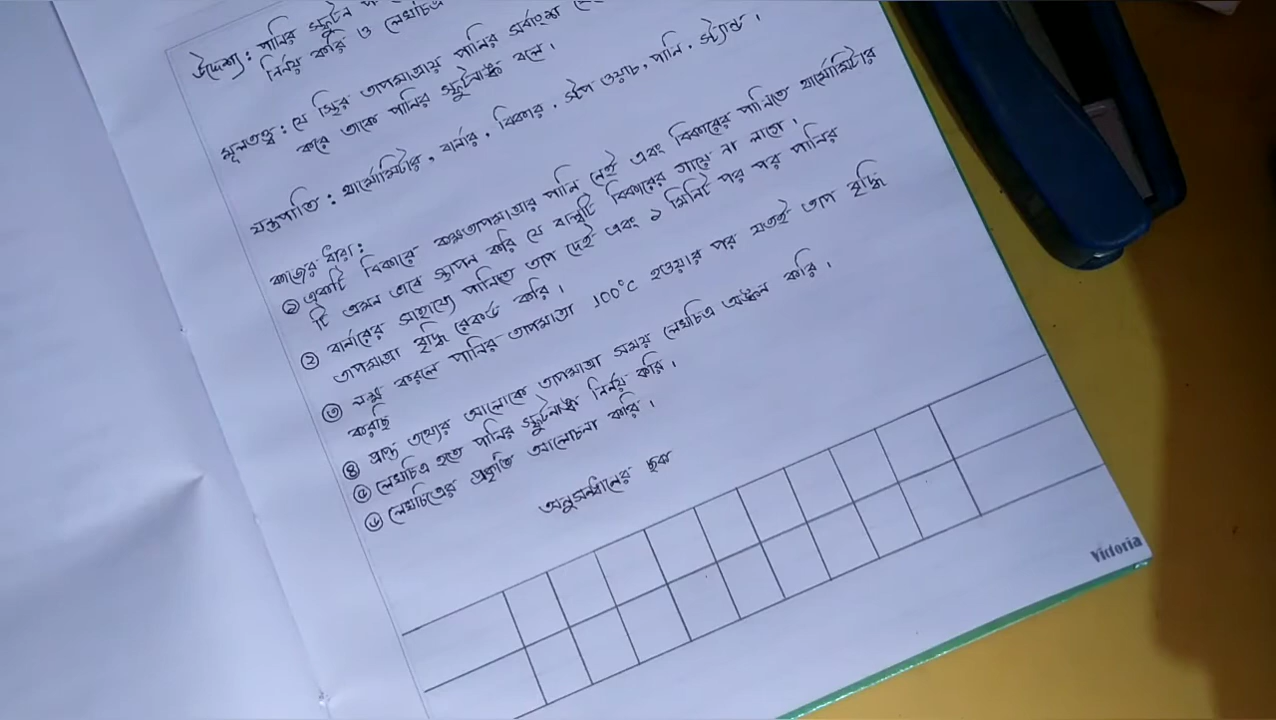 উদ্দেশ্য: পানির স্ফুটন
নির্নয় করি ও লেখচিত্র
মূলতত্ত্ব: যে স্থির তাপমাত্রায় পানির সর্বাংশ
করে তাকে পানির স্ফুটনাঙ্ক বলে।
যন্ত্রপাতি: থার্মোমিটার, বার্নার, বিকার, স্টপ ওয়াচ, পানি, স্ট্যান্ড।
কাজের ধারা:
① একটি বিকারে কক্ষতাপমাত্রার পানি নেই এবং বিকারের পানিতে থার্মোমিটার
টি এমন ভাবে স্থাপন করি যে বাল্বটি বিকারের গায়ে না লাগে।
② বার্নারের সাহায্যে পানিতে তাপ দেই এবং ১ মিনিট পর পর পানির
তাপমাত্রা বৃদ্ধি রেকর্ড করি।
③ লক্ষ্য করলে পানির তাপমাত্রা 100°C হওয়ার পর যতই তাপ বৃদ্ধি
করছি
④ প্রাপ্ত তথ্যের আলোকে তাপমাত্রা সময় লেখচিত্র অঙ্কন করি।
⑤ লেখচিত্র হতে পানির স্ফুটনাঙ্ক নির্নয় করি।
⑥ লেখচিত্রের প্রকৃতি আলোচনা করি।
অনুসন্ধানের ছক
Victoria